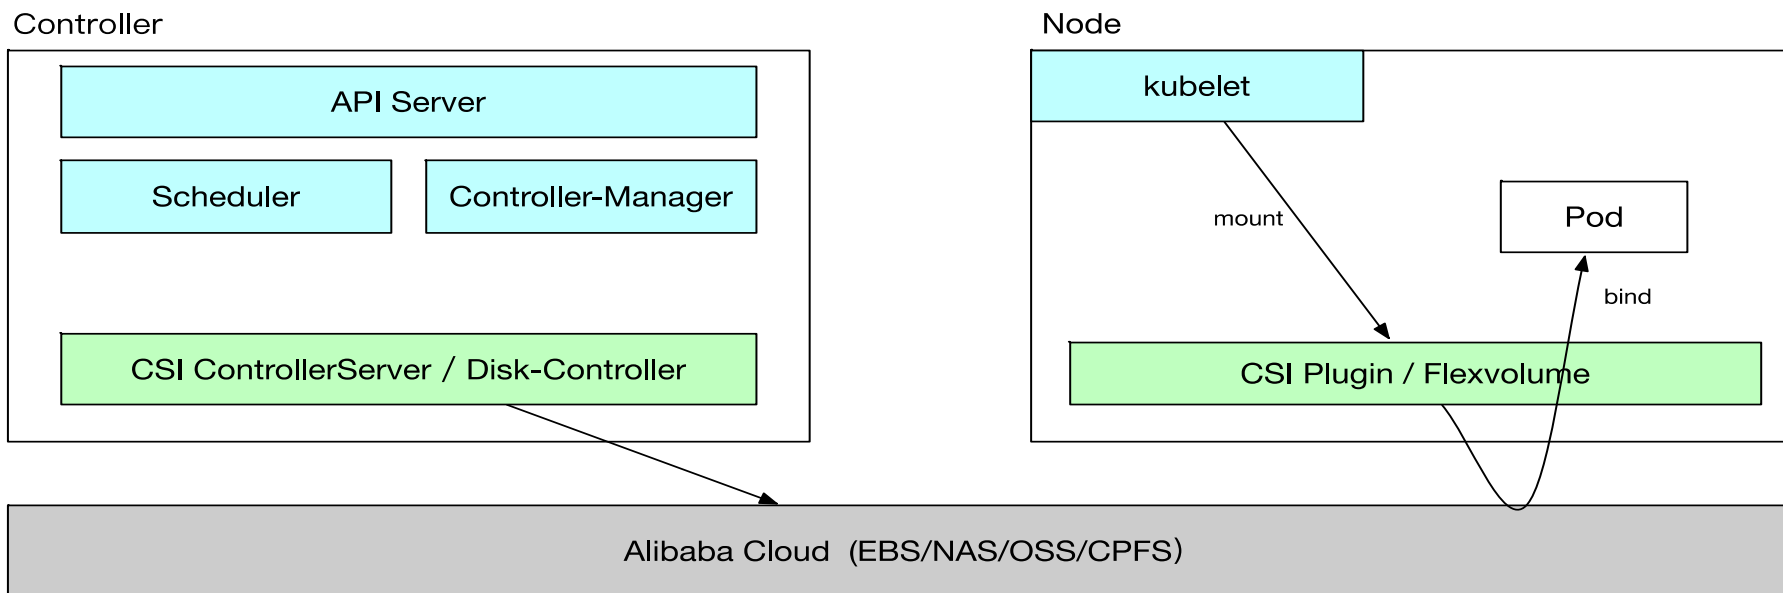 Controller
API Server
Scheduler
Controller-Manager
CSI ControllerServer / Disk-Controller
Node
kubelet
mount
Pod
bind
CSI Plugin / Flexvolume
Alibaba Cloud  (EBS/NAS/OSS/CPFS)